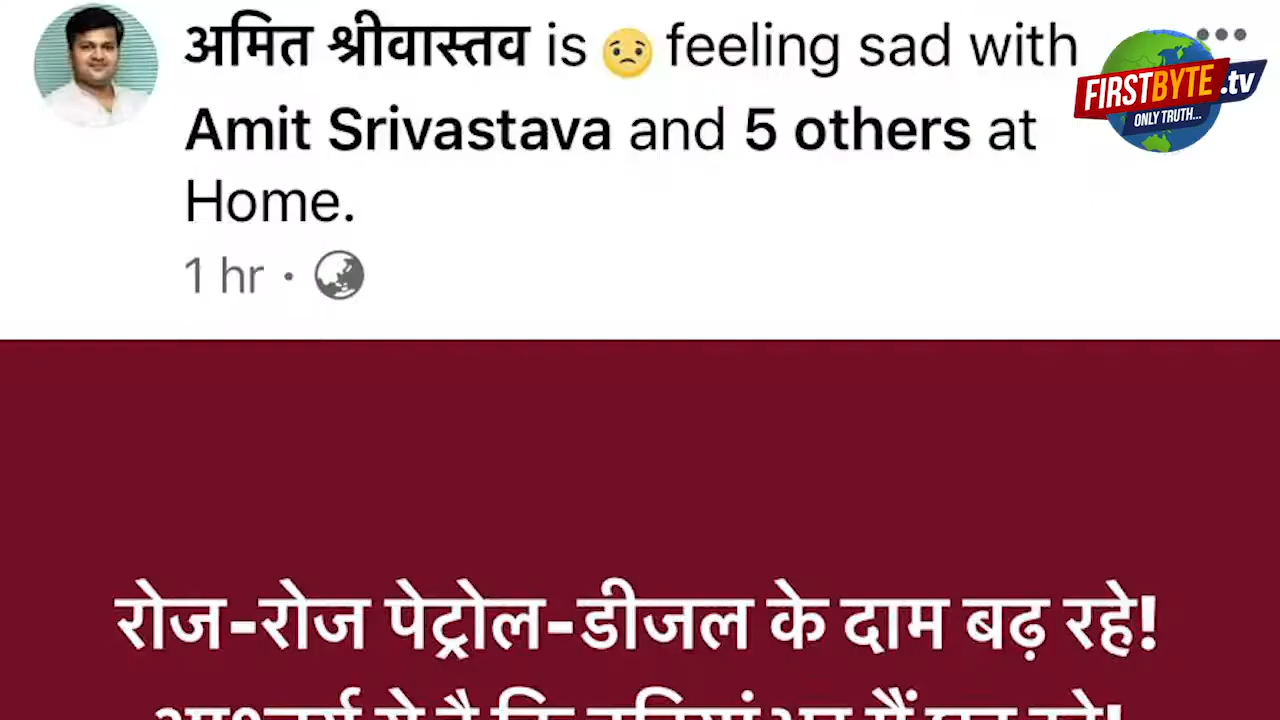 अमित श्रीवास्तव is 😟 feeling sad with
Amit Srivastava and 5 others at
Home.
1 hr ·
FIRSTBYTE.tv
ONLY TRUTH...
रोज-रोज पेट्रोल-डीजल के दाम बढ़ रहे!